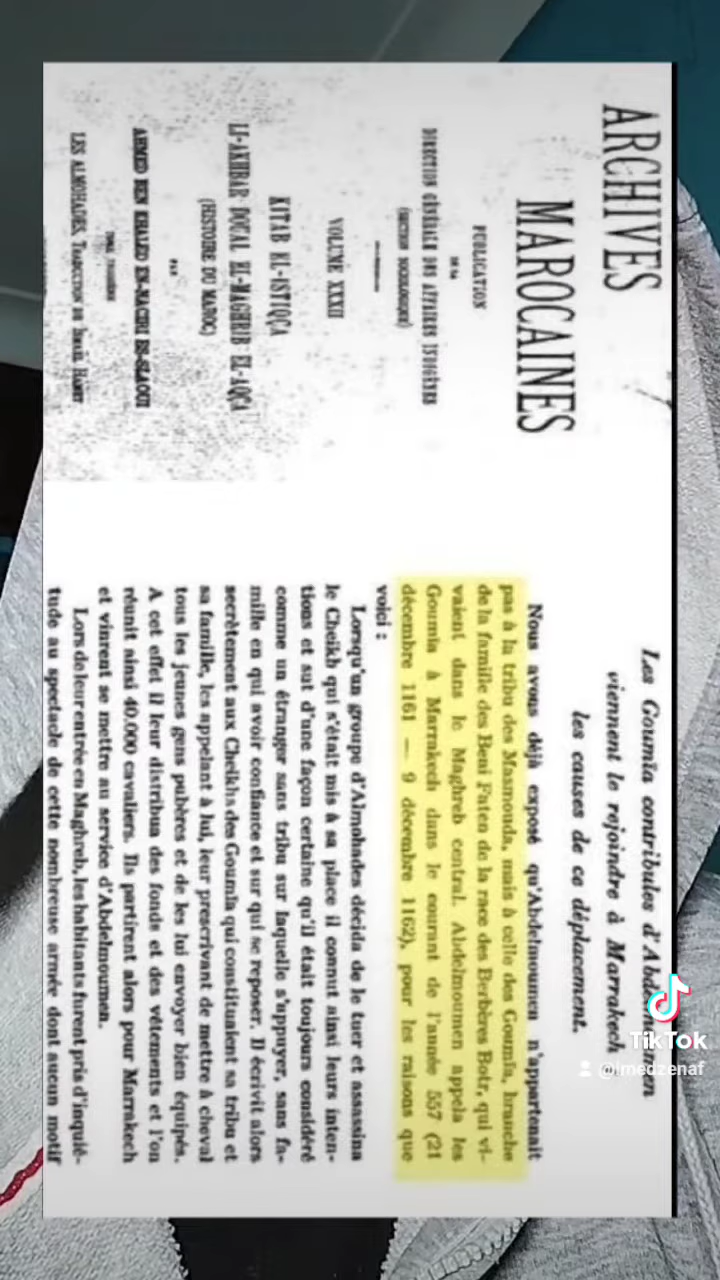 ARCHIVES
MAROCAINES
PUBLICATION
DE LA
DIRECTION GÉNÉRALE DES AFFAIRES INDIGÈNES
(SECTION SOCIOLOGIQUE)
VOLUME XXXII
KITAB EL-ISTIQÇA
LI-AKHBAR DOUAL EL-MAGHRIB EL-AQÇA
(HISTOIRE DU MAROC)
PAR
AHMED BEN KHALED EN-NACIRI ES-SLAOUI
LES ALMOHADES, TRADUCTION DE ISMAËL HAMET
Les Goumîa contribules d'Abdelmoumen
viennent le rejoindre à Marrakech
les causes de ce déplacement.
Nous avons déjà exposé qu'Abdelmoumen n'appartenait
pas à la tribu des Masmouda, mais à celle des Goumîa, branche
de la famille des Beni Faten de la race des Berbères Botr, qui vi-
vaient dans le Maghreb central. Abdelmoumen appela les
Goumîa à Marrakech dans le courant de l'année 557 (21
décembre 1161 — 9 décembre 1162), pour les raisons que
voici :
Lorsqu'un groupe d'Almohades décida de le tuer et assassina
le Cheikh qui s'était mis à sa place il connut ainsi leurs inten-
tions et sut d'une façon certaine qu'il était toujours considéré
comme un étranger sans tribu sur laquelle s'appuyer, sans fa-
mille en qui avoir confiance et sur qui se reposer. Il écrivit alors
secrètement aux Cheikhs des Goumîa qui constituaient sa tribu et
sa famille, les appelant à lui, leur prescrivant de mettre à cheval
tous les jeunes gens pubères et de les lui envoyer bien équipés.
A cet effet il leur distribua des fonds et des vêtements et l'on
réunit ainsi 40.000 cavaliers. Ils partirent alors pour Marrakech
et vinrent se mettre au service d'Abdelmoumen.
Lors de leur entrée en Maghreb, les habitants furent pris d'inquié-
tude au spectacle de cette nombreuse armée dont aucun motif
TikTok
@imedzenaf